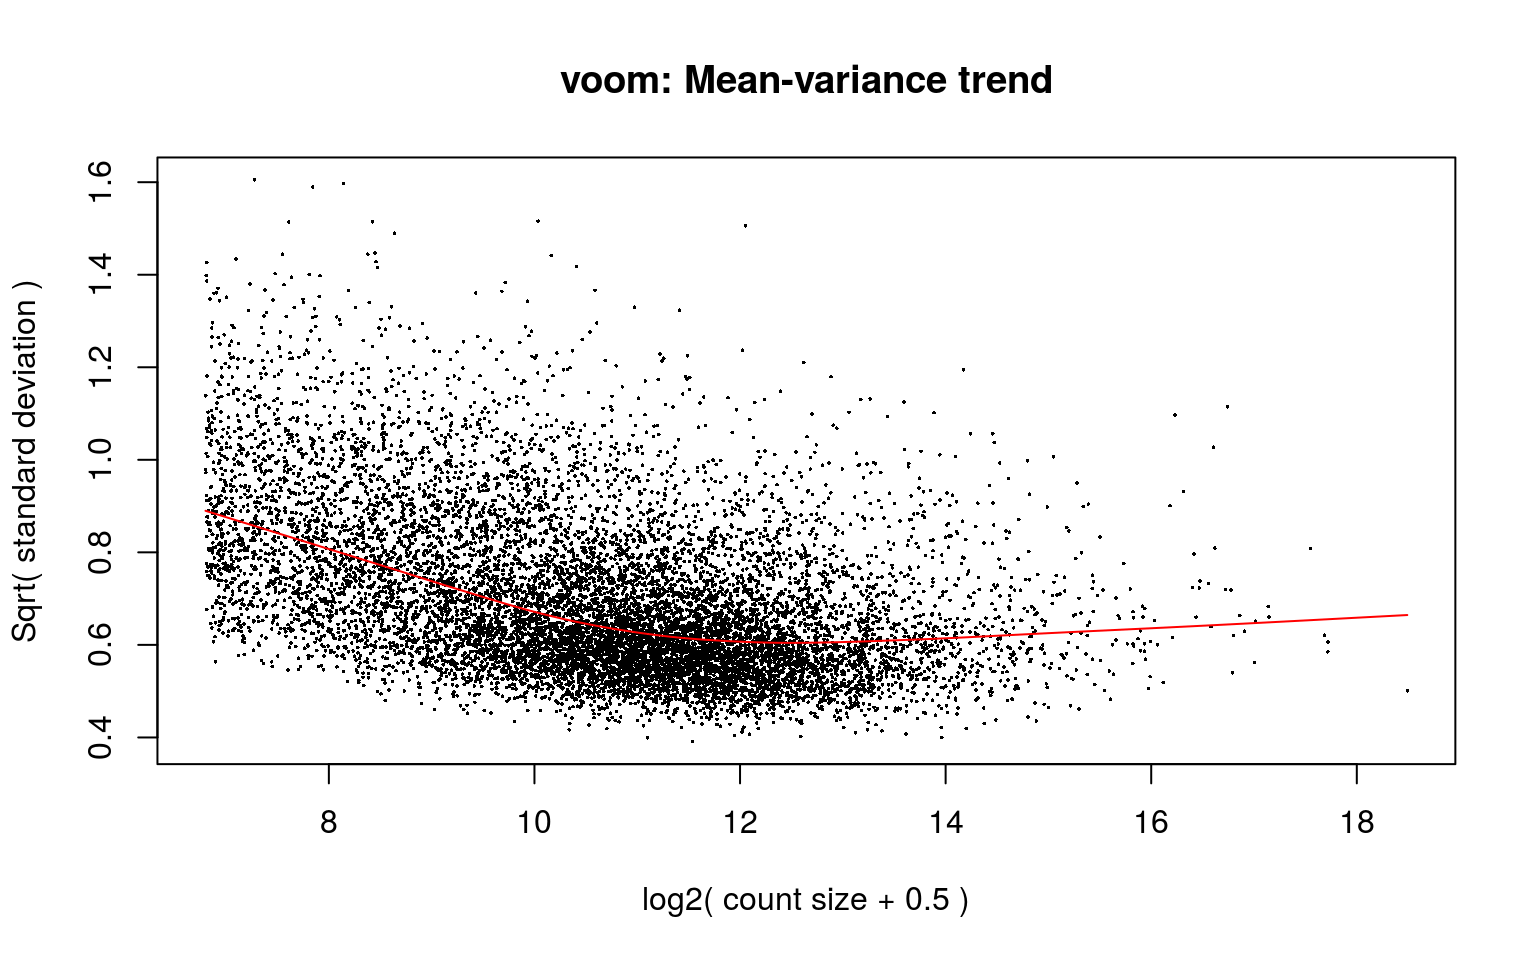 voom: Mean-variance trend
Sqrt( standard deviation )
1.6
1.4
1.2
1.0
0.8
0.6
0.4
8 10 12 14 16 18
log2( count size + 0.5 )